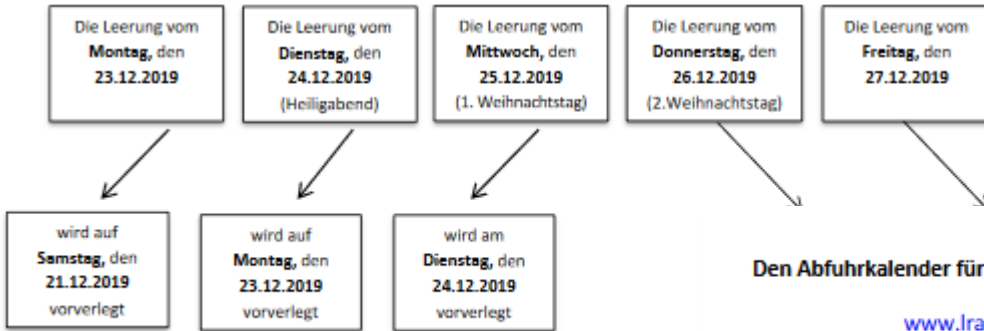 Die Leerung vom
Montag, den
23.12.2019
Die Leerung vom
Dienstag, den
24.12.2019
(Heiligabend)
Die Leerung vom
Mittwoch, den
25.12.2019
(1. Weihnachtstag)
Die Leerung vom
Donnerstag, den
26.12.2019
(2.Weihnachtstag)
Die Leerung vom
Freitag, den
27.12.2019
wird auf
Samstag, den
21.12.2019
vorverlegt
wird auf
Montag, den
23.12.2019
vorverlegt
wird am
Dienstag, den
24.12.2019
vorverlegt
Den Abfuhrkalender für
www.lra